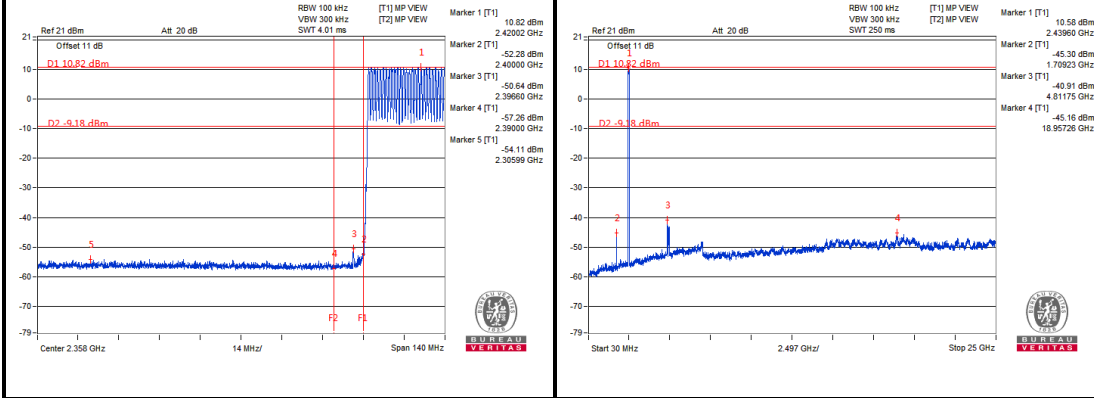 RBW 100 kHz [T1] MP VIEW
VBW 300 kHz [T2] MP VIEW
Ref 21 dBm Att 20 dB SWT 4.01 ms
Offset 11 dB
D1 10.82 dBm
D2 -9.18 dBm
21
10
0
-10
-20
-30
-40
-50
-60
-70
-79
1
5
4
3
2
F2
F1
Center 2.358 GHz 14 MHz/ Span 140 MHz
Marker 1 [T1]
10.82 dBm
2.42002 GHz
Marker 2 [T1]
-52.28 dBm
2.40000 GHz
Marker 3 [T1]
-50.64 dBm
2.39660 GHz
Marker 4 [T1]
-57.26 dBm
2.39000 GHz
Marker 5 [T1]
-54.11 dBm
2.30599 GHz
BUREAU VERITAS
1828
BUREAU
VERITAS
RBW 100 kHz [T1] MP VIEW
VBW 300 kHz [T2] MP VIEW
Ref 21 dBm Att 20 dB SWT 250 ms
Offset 11 dB
D1 10.82 dBm
D2 -9.18 dBm
21
10
0
-10
-20
-30
-40
-50
-60
-70
-79
1
2
3
4
Start 30 MHz 2.497 GHz/ Stop 25 GHz
Marker 1 [T1]
10.58 dBm
2.43960 GHz
Marker 2 [T1]
-45.30 dBm
1.70923 GHz
Marker 3 [T1]
-40.91 dBm
4.81175 GHz
Marker 4 [T1]
-45.16 dBm
18.95726 GHz
BUREAU VERITAS
1828
BUREAU
VERITAS